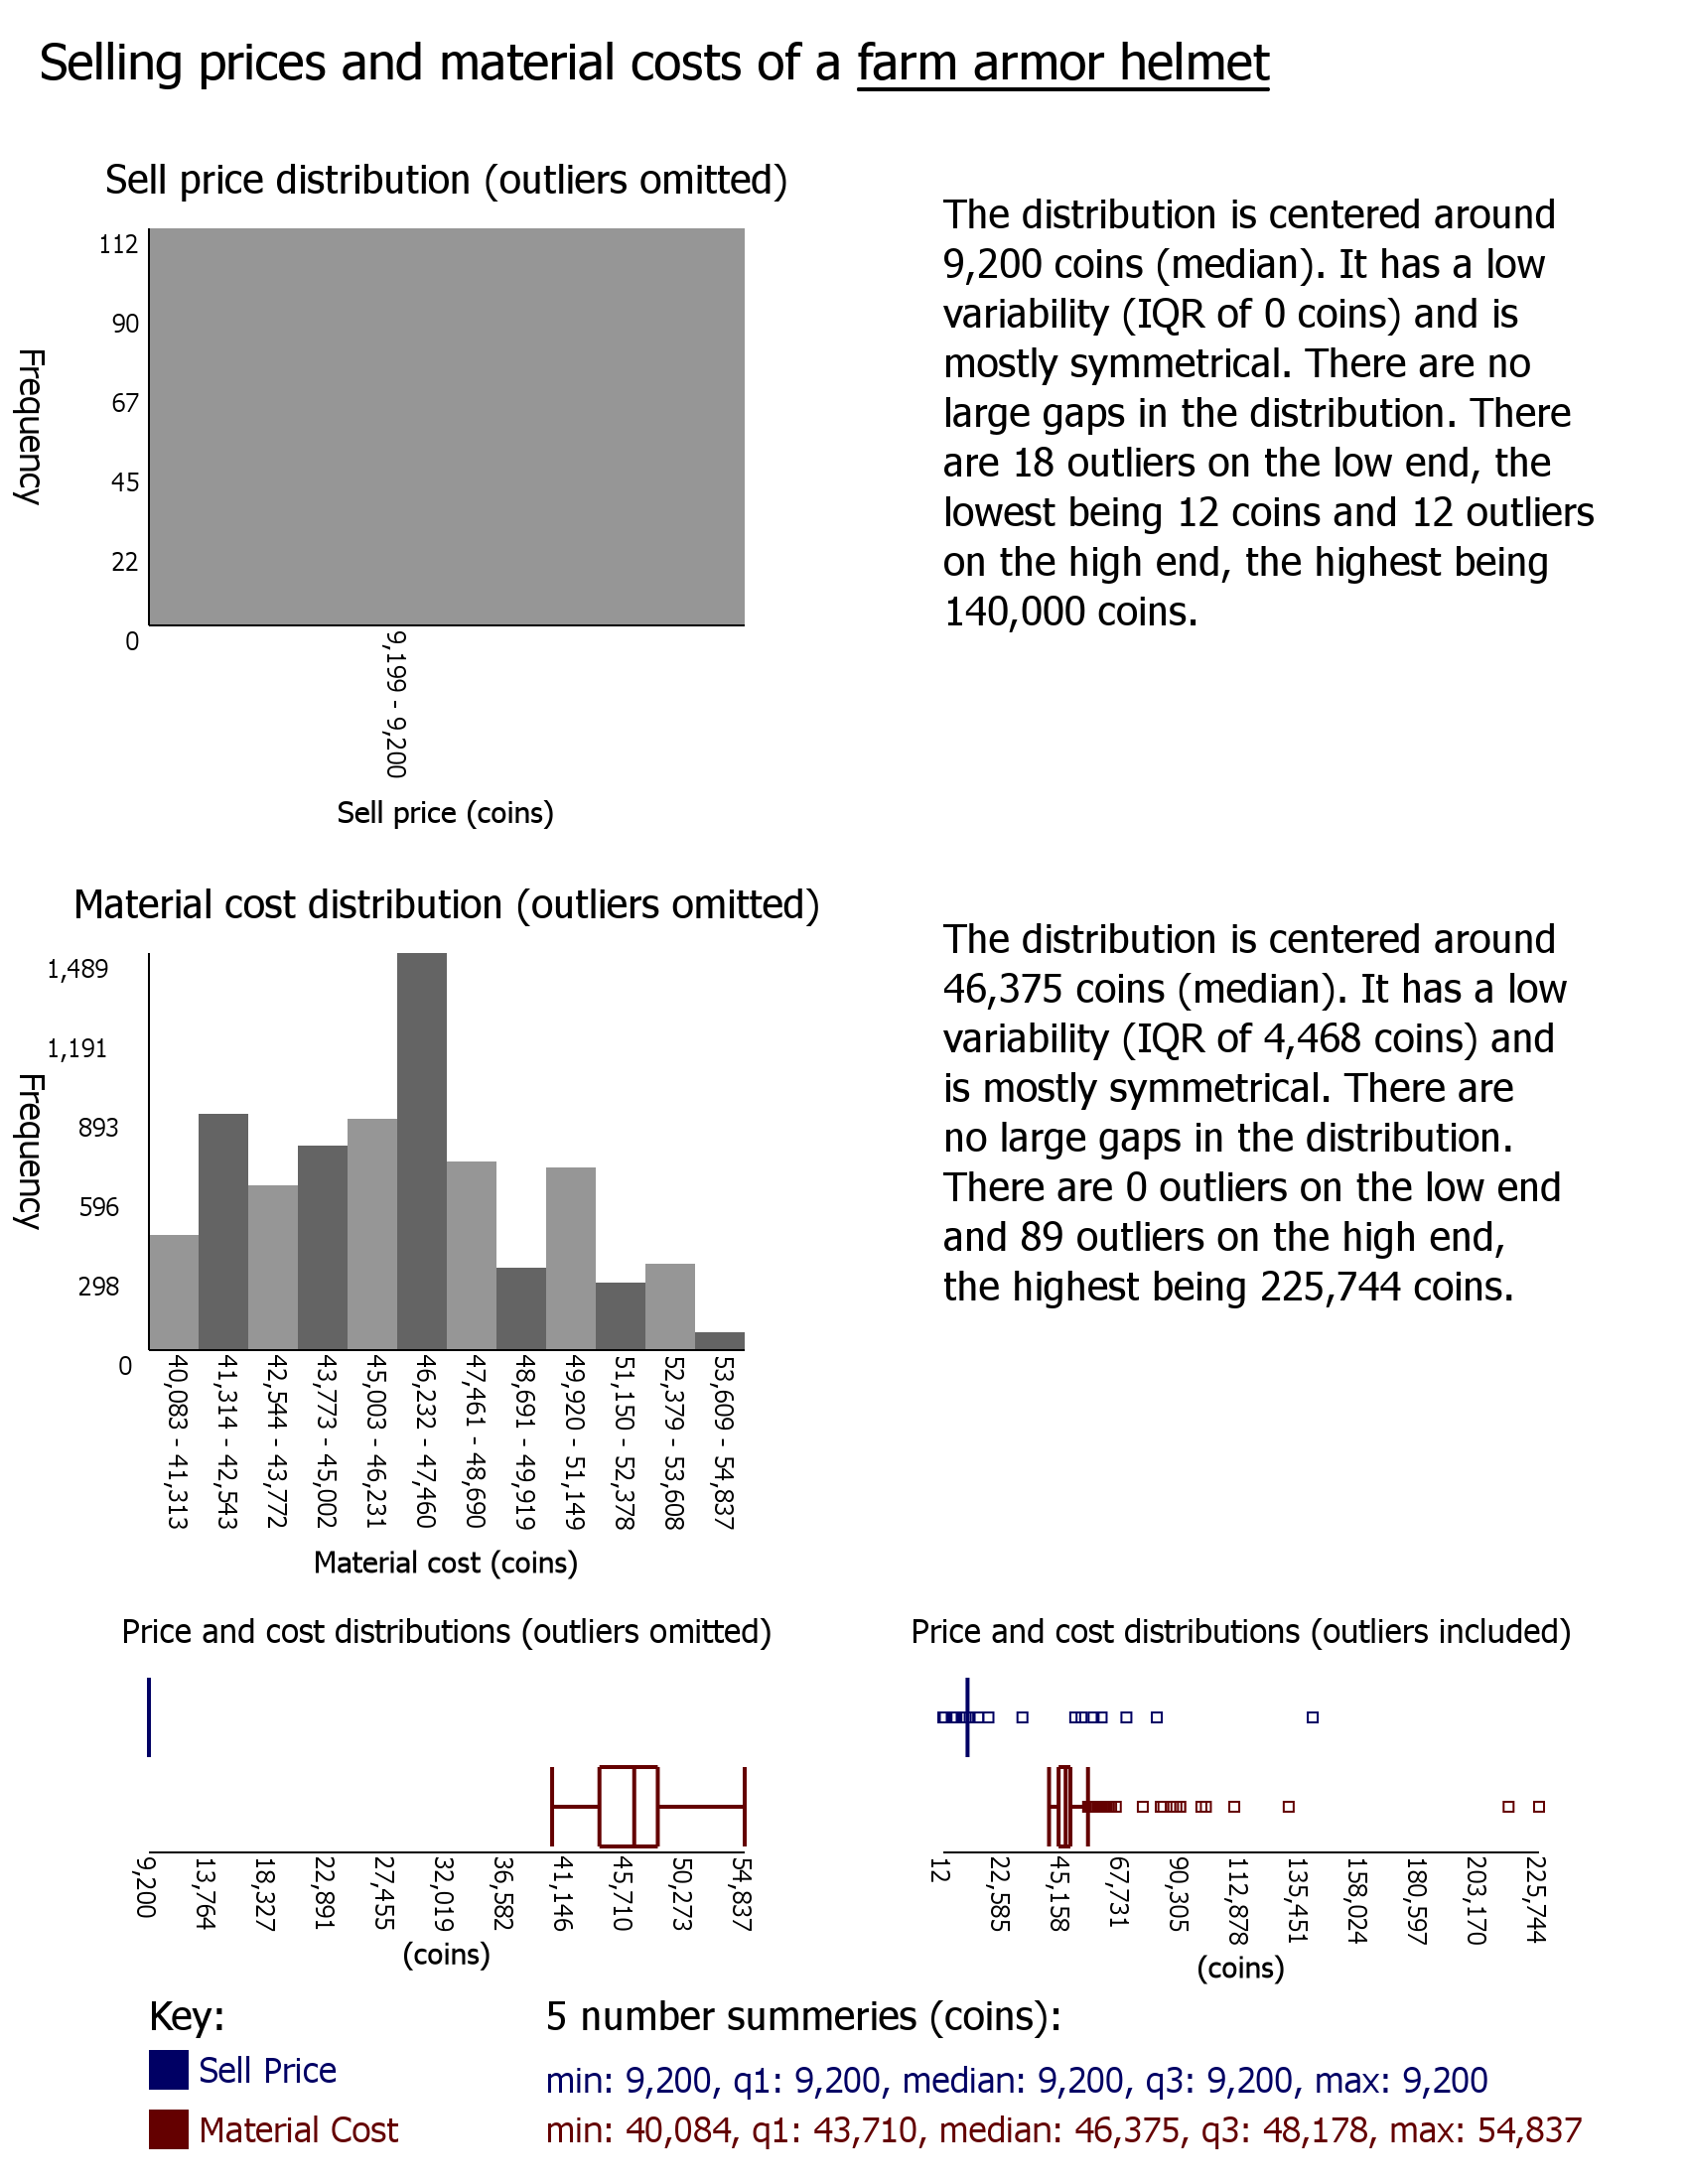 Selling prices and material costs of a farm armor helmet
Sell price distribution (outliers omitted)
112
90
67
45
22
0
Frequency
9,199 - 9,200
Sell price (coins)
The distribution is centered around
9,200 coins (median). It has a low
variability (IQR of 0 coins) and is
mostly symmetrical. There are no
large gaps in the distribution. There
are 18 outliers on the low end, the
lowest being 12 coins and 12 outliers
on the high end, the highest being
140,000 coins.
Material cost distribution (outliers omitted)
1,489
1,191
893
596
298
0
Frequency
40,083 - 41,313
41,314 - 42,543
42,544 - 43,772
43,773 - 45,002
45,003 - 46,231
46,232 - 47,460
47,461 - 48,690
48,691 - 49,919
49,920 - 51,149
51,150 - 52,378
52,379 - 53,608
53,609 - 54,837
Material cost (coins)
The distribution is centered around
46,375 coins (median). It has a low
variability (IQR of 4,468 coins) and
is mostly symmetrical. There are
no large gaps in the distribution.
There are 0 outliers on the low end
and 89 outliers on the high end,
the highest being 225,744 coins.
Price and cost distributions (outliers omitted)
9,200
13,764
18,327
22,891
27,455
32,019
36,582
41,146
45,710
50,273
54,837
(coins)
Price and cost distributions (outliers included)
12
22,585
45,158
67,731
90,305
112,878
135,451
158,024
180,597
203,170
225,744
(coins)
Key:
Sell Price
Material Cost
5 number summeries (coins):
min: 9,200, q1: 9,200, median: 9,200, q3: 9,200, max: 9,200
min: 40,084, q1: 43,710, median: 46,375, q3: 48,178, max: 54,837